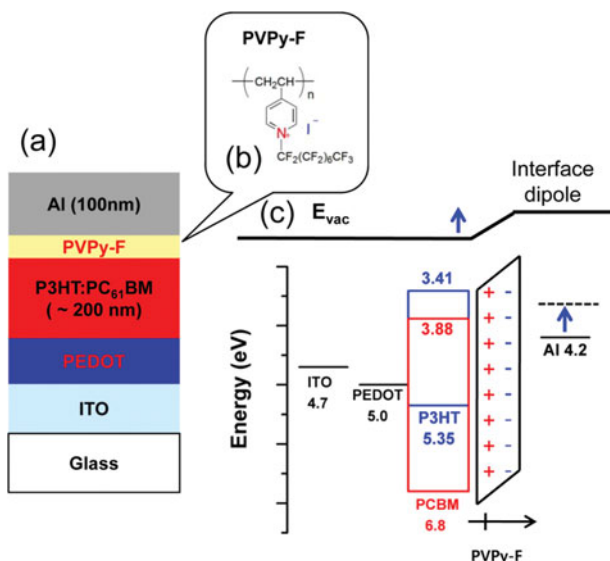 PVPy-F
CH₂CH
n
N⁺
I⁻
CF₂(CF₂)₆CF₃
(a)
(b)
Al (100nm)
PVPy-F
P3HT:PC₆₁BM
( ~ 200 nm)
PEDOT
ITO
Glass
(c)
Eᵥₐc
Interface
dipole
Energy (eV)
ITO
4.7
PEDOT
5.0
3.41
3.88
P3HT
5.35
PCBM
6.8
+ -
+ -
+ -
+ -
+ -
+ -
+ -
+ -
Al 4.2
PVPy-F